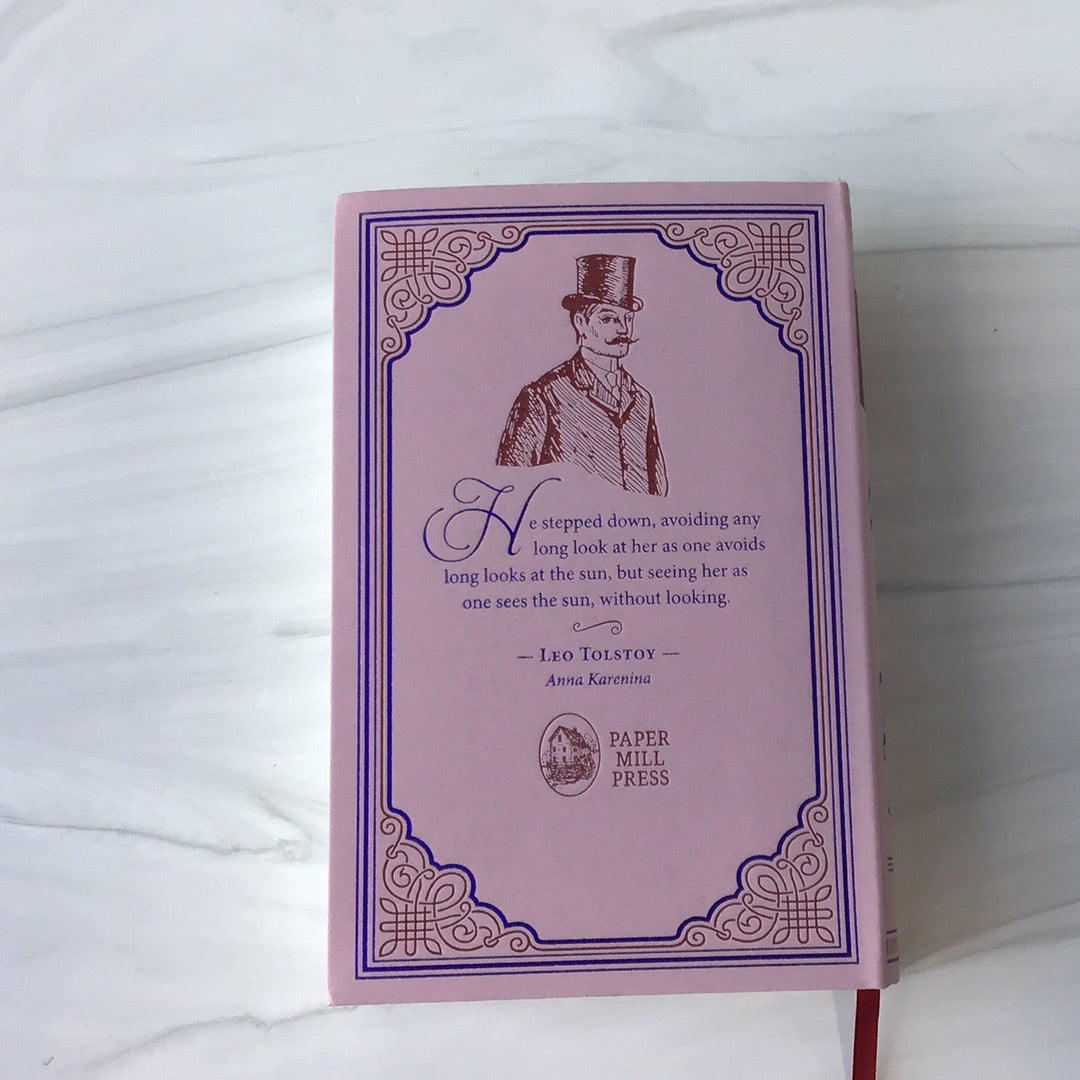 He stepped down, avoiding any
long look at her as one avoids
long looks at the sun, but seeing her as
one sees the sun, without looking.
— LEO TOLSTOY —
Anna Karenina
PAPER
MILL
PRESS